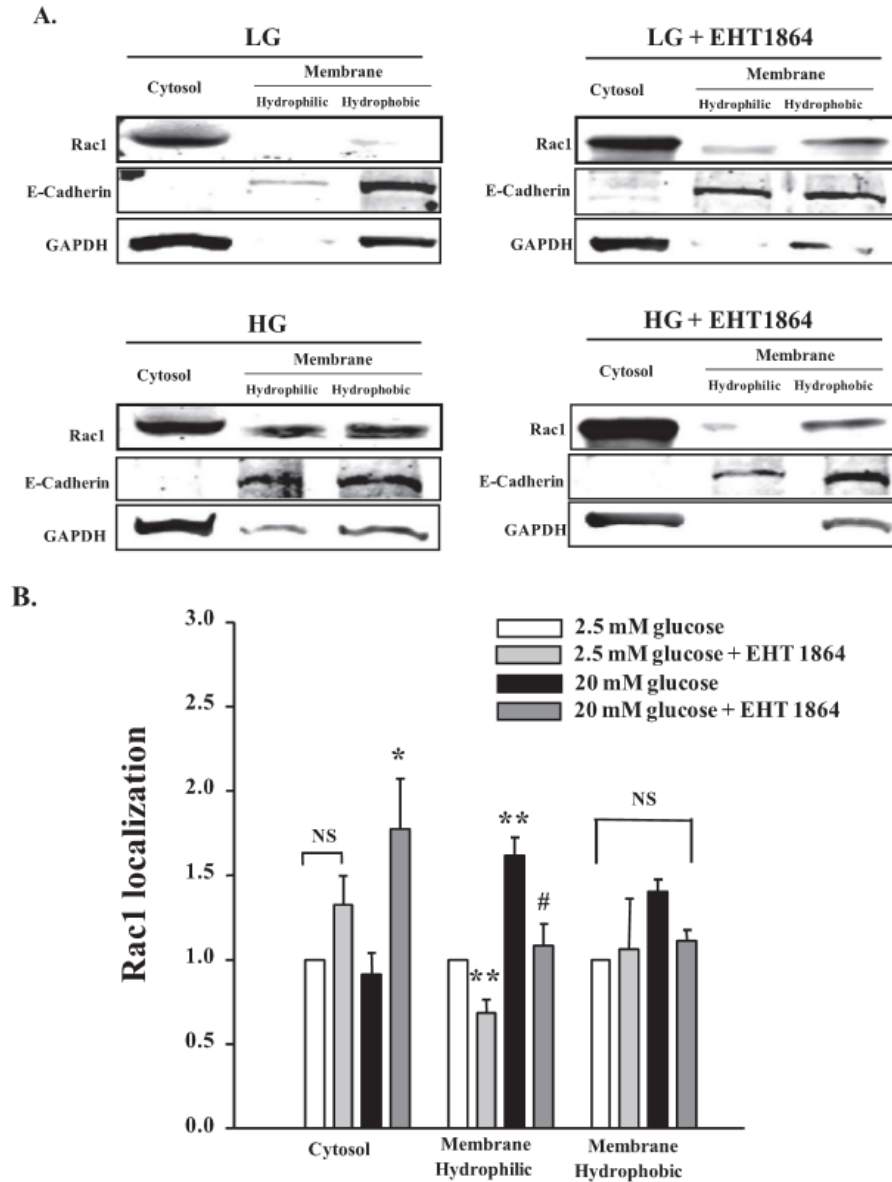 A.
LG
Cytosol
Membrane
Hydrophilic Hydrophobic
Rac1
E-Cadherin
GAPDH
LG + EHT1864
Cytosol
Membrane
Hydrophilic Hydrophobic
Rac1
E-Cadherin
GAPDH
HG
Cytosol
Membrane
Hydrophilic Hydrophobic
Rac1
E-Cadherin
GAPDH
HG + EHT1864
Cytosol
Membrane
Hydrophilic Hydrophobic
Rac1
E-Cadherin
GAPDH
B.
Rac1 localization
3.0
2.5
2.0
1.5
1.0
0.5
0.0
2.5 mM glucose
2.5 mM glucose + EHT 1864
20 mM glucose
20 mM glucose + EHT 1864
NS
*
**
**
#
NS
Cytosol
Membrane
Hydrophilic
Membrane
Hydrophobic